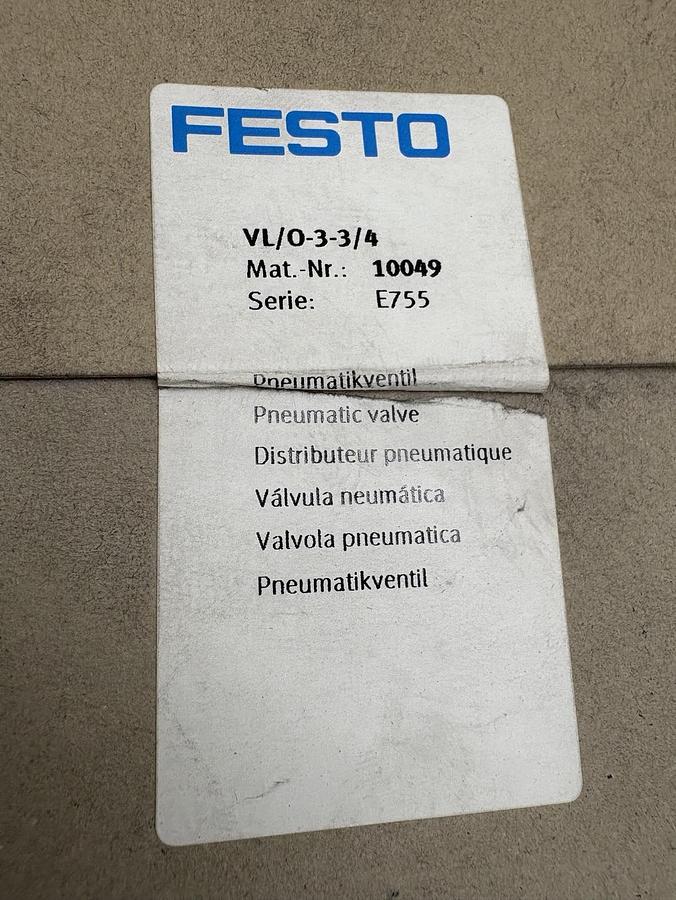 FESTO
VL/O-3-3/4
Mat.-Nr.: 10049
Serie: E755
Pneumatikventil
Pneumatic valve
Distributeur pneumatique
Válvula neumática
Valvola pneumatica
Pneumatikventil